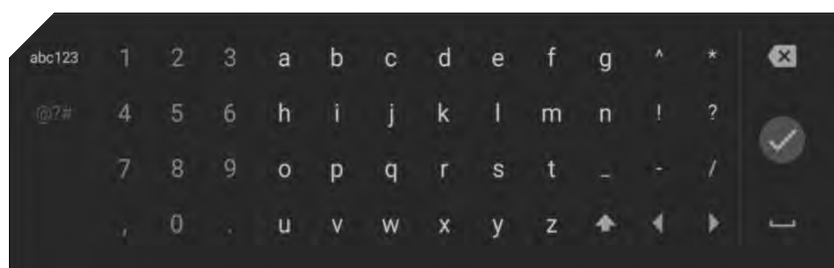 abc123 1 2 3 a b c d e f g ^ *
@?# 4 5 6 h i j k l m n ! ?
7 8 9 o p q r s t _ - /
, 0 . u v w x y z